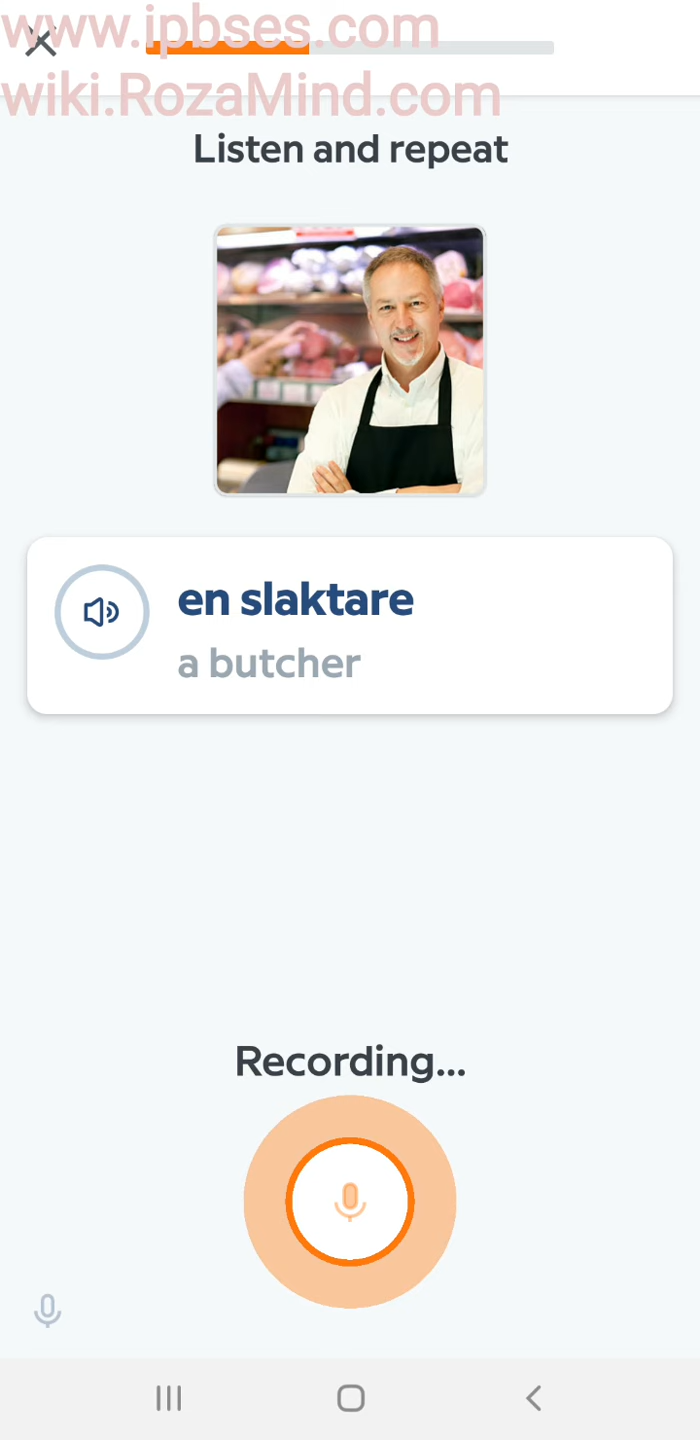 www.ipbses.com
wiki.RozaMind.com
Listen and repeat
en slaktare
a butcher
Recording...